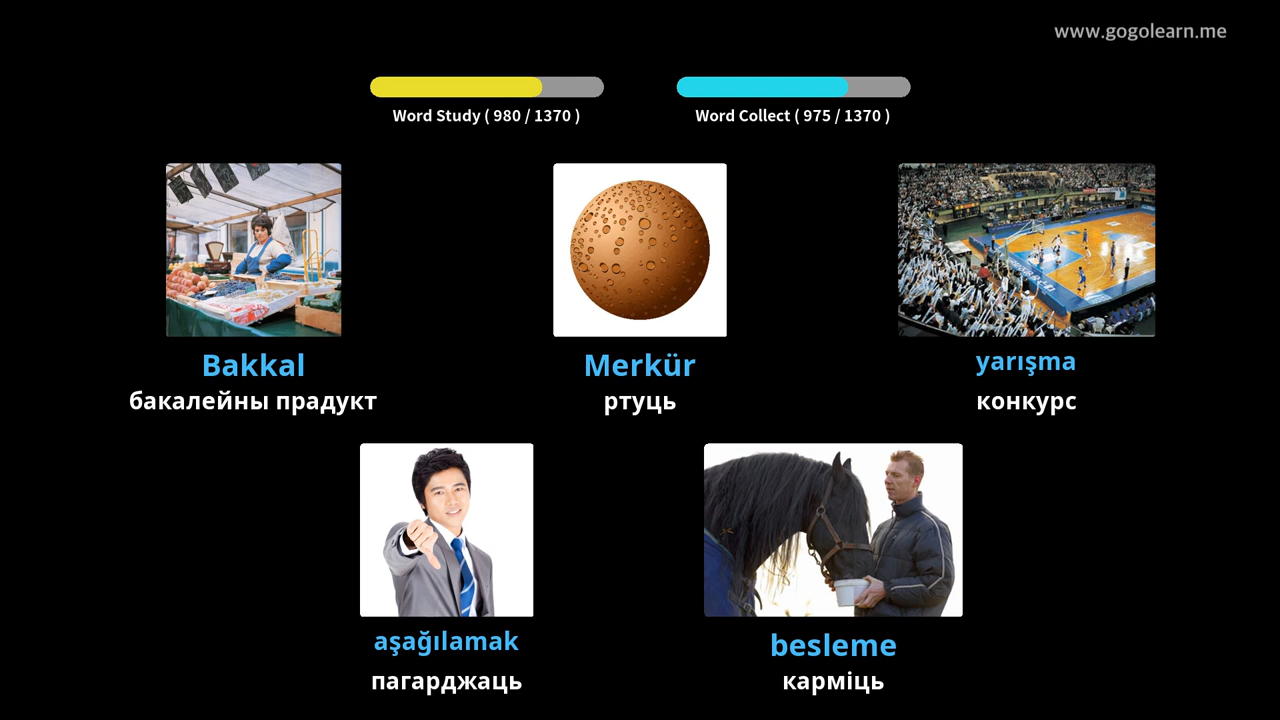 www.gogolearn.me
Word Study ( 980 / 1370 )
Word Collect ( 975 / 1370 )
Bakkal
бакалейны прадукт
Merkür
ртуць
yarışma
конкурс
aşağılamak
пагарджаць
besleme
карміць